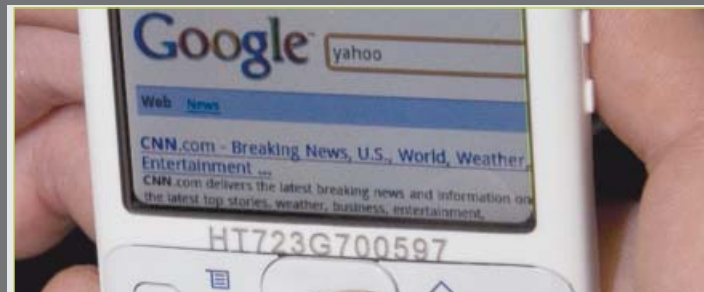 Google
yahoo
Web News
CNN.com - Breaking News, U.S., World, Weather,
Entertainment ...
CNN.com delivers the latest breaking news and information on
the latest top stories, weather, business, entertainment,
HT723G700597